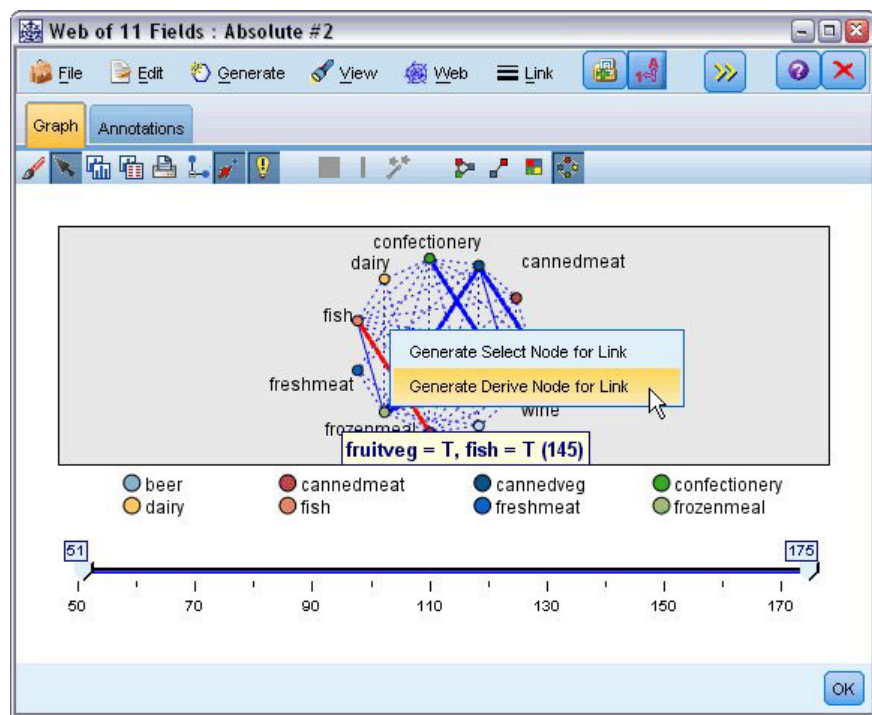 Web of 11 Fields : Absolute #2
File Edit Generate View Web Link
Graph Annotations
confectionery
dairy cannedmeat
fish
Generate Select Node for Link
freshmeat Generate Derive Node for Link
wine
frozenmeal
fruitveg = T, fish = T (145)
beer cannedmeat cannedveg confectionery
dairy fish freshmeat frozenmeal
51 175
50 70 90 110 130 150 170
OK